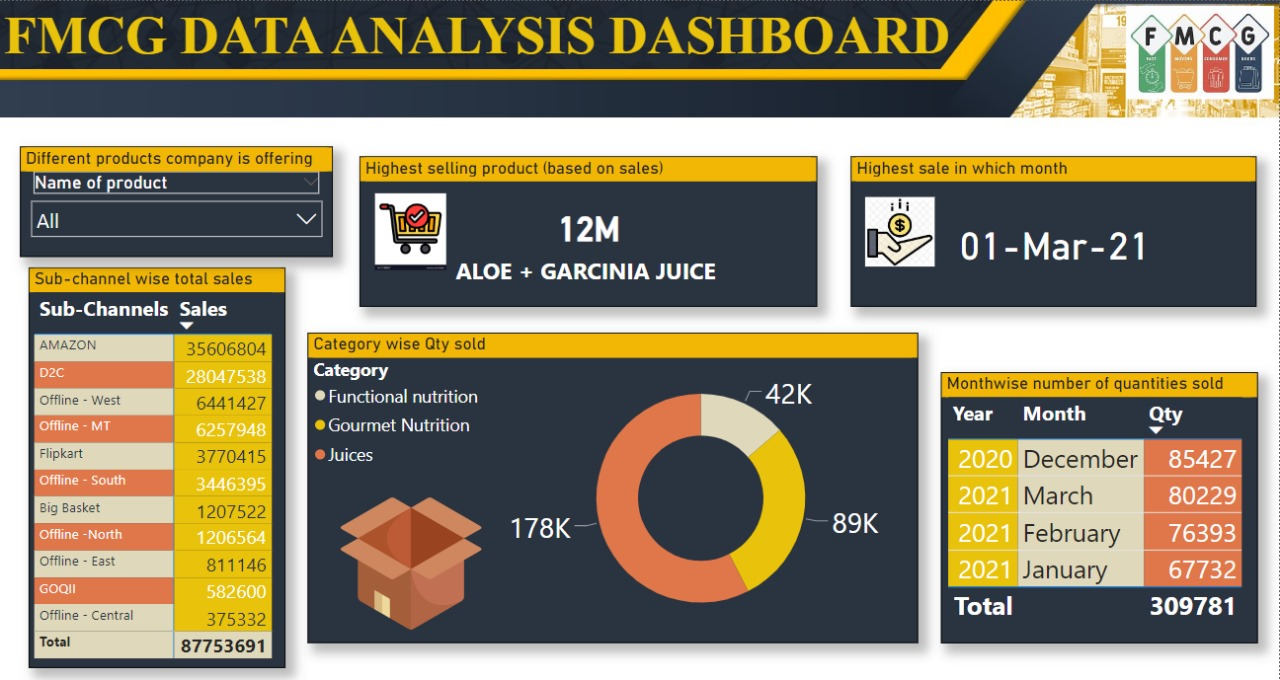 FMCG DATA ANALYSIS DASHBOARD
19
F M C G
FAST MOVING CONSUMER GOODS
Different products company is offering
Name of product
All
Highest selling product (based on sales)
12M
ALOE + GARCINIA JUICE
Highest sale in which month
01-Mar-21
Sub-channel wise total sales
Sub-Channels Sales
AMAZON 35606804
D2C 28047538
Offline - West 6441427
Offline - MT 6257948
Flipkart 3770415
Offline - South 3446395
Big Basket 1207522
Offline -North 1206564
Offline - East 811146
GOQII 582600
Offline - Central 375332
Total 87753691
Category wise Qty sold
Category
Functional nutrition
Gourmet Nutrition
Juices
42K
89K
178K
Monthwise number of quantities sold
Year Month Qty
2020 December 85427
2021 March 80229
2021 February 76393
2021 January 67732
Total 309781